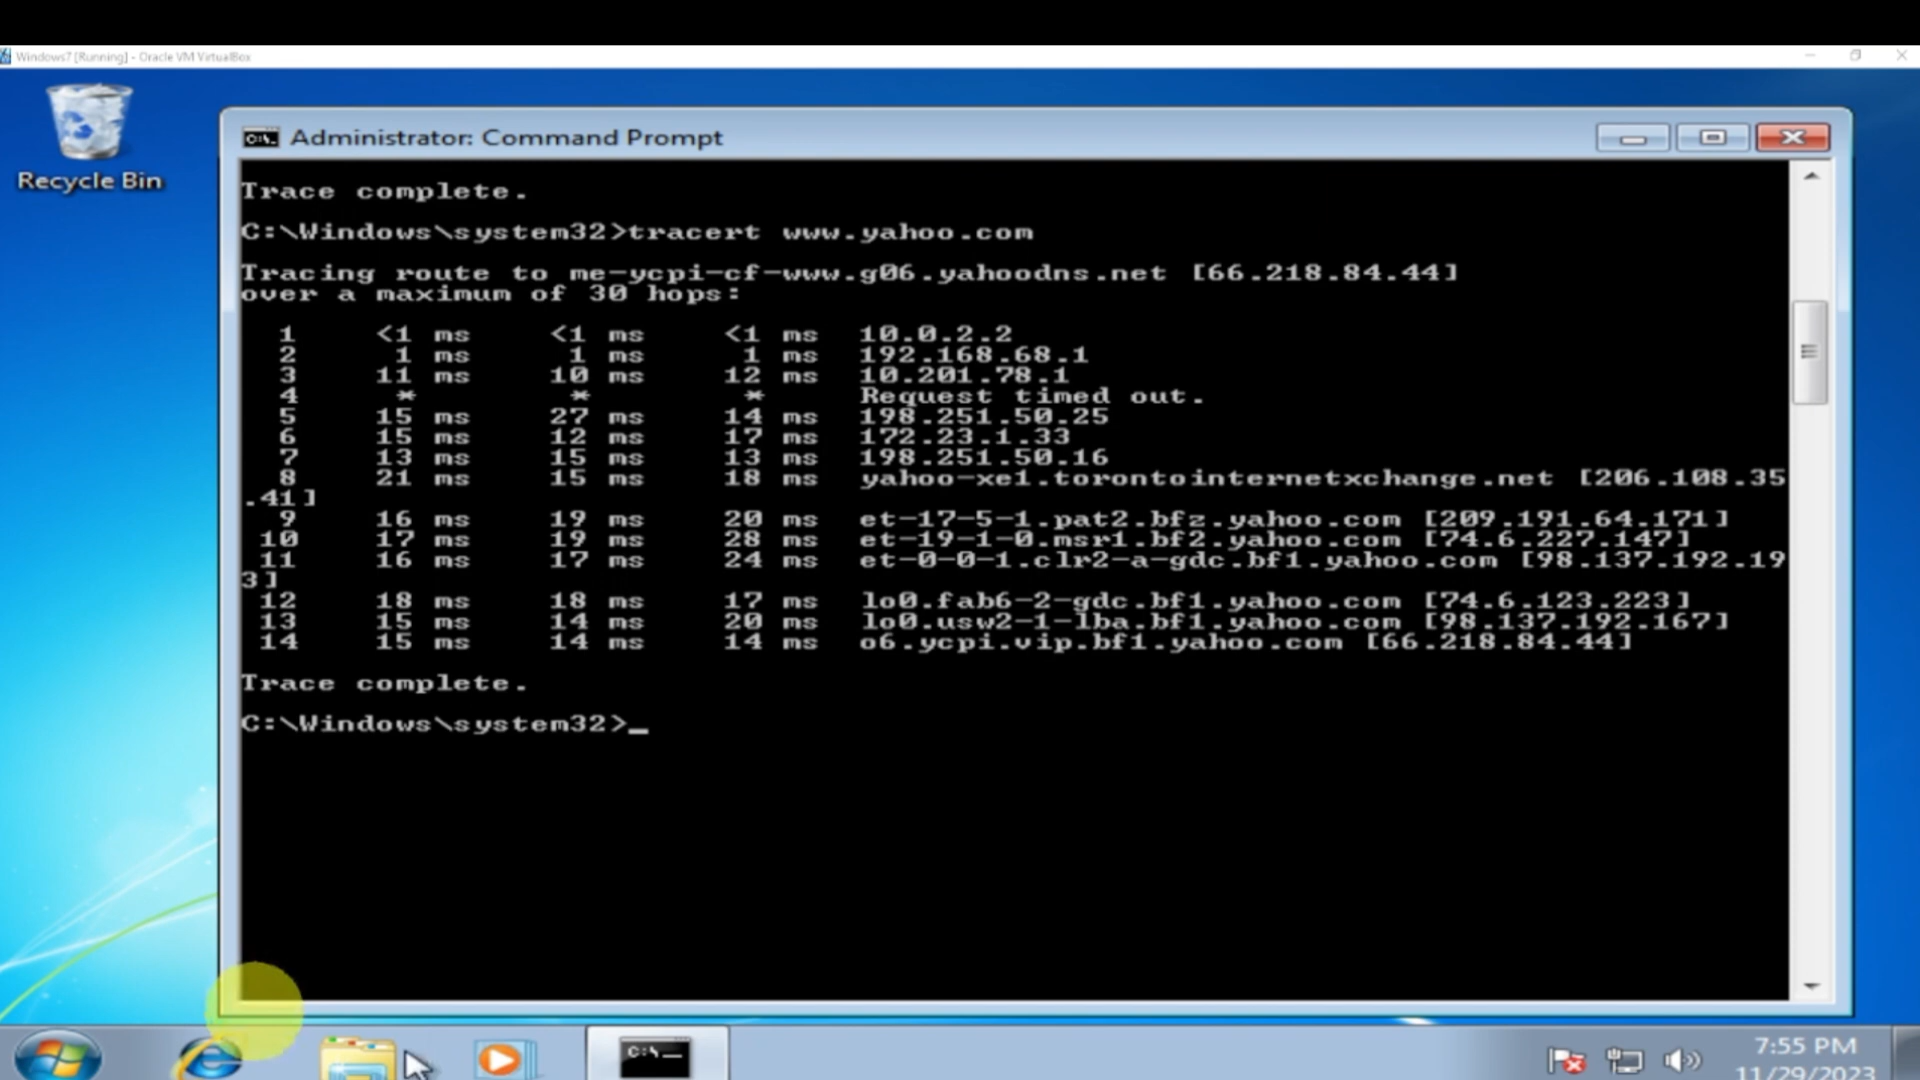 Windows7 [Running] - Oracle VM VirtualBox
Recycle Bin
Administrator: Command Prompt
Trace complete.
C:\Windows\system32>tracert www.yahoo.com
Tracing route to me-ycpi-cf-www.g06.yahoodns.net [66.218.84.44]
over a maximum of 30 hops:
1 <1 ms <1 ms <1 ms 10.0.2.2
2 1 ms 1 ms 1 ms 192.168.68.1
3 11 ms 10 ms 12 ms 10.201.78.1
4 * * * Request timed out.
5 15 ms 27 ms 14 ms 198.251.50.25
6 15 ms 12 ms 17 ms 172.23.1.33
7 13 ms 15 ms 13 ms 198.251.50.16
8 21 ms 15 ms 18 ms yahoo-xe1.torontointernetxchange.net [206.108.35
.41]
9 16 ms 19 ms 20 ms et-17-5-1.pat2.bfz.yahoo.com [209.191.64.171]
10 17 ms 19 ms 28 ms et-19-1-0.msr1.bf2.yahoo.com [74.6.227.147]
11 16 ms 17 ms 24 ms et-0-0-1.clr2-a-gdc.bf1.yahoo.com [98.137.192.19
3]
12 18 ms 18 ms 17 ms lo0.fab6-2-gdc.bf1.yahoo.com [74.6.123.223]
13 15 ms 14 ms 20 ms lo0.usw2-1-lba.bf1.yahoo.com [98.137.192.167]
14 15 ms 14 ms 14 ms o6.ycpi.vip.bf1.yahoo.com [66.218.84.44]
Trace complete.
C:\Windows\system32>_
C:\_
7:55 PM
11/29/2023